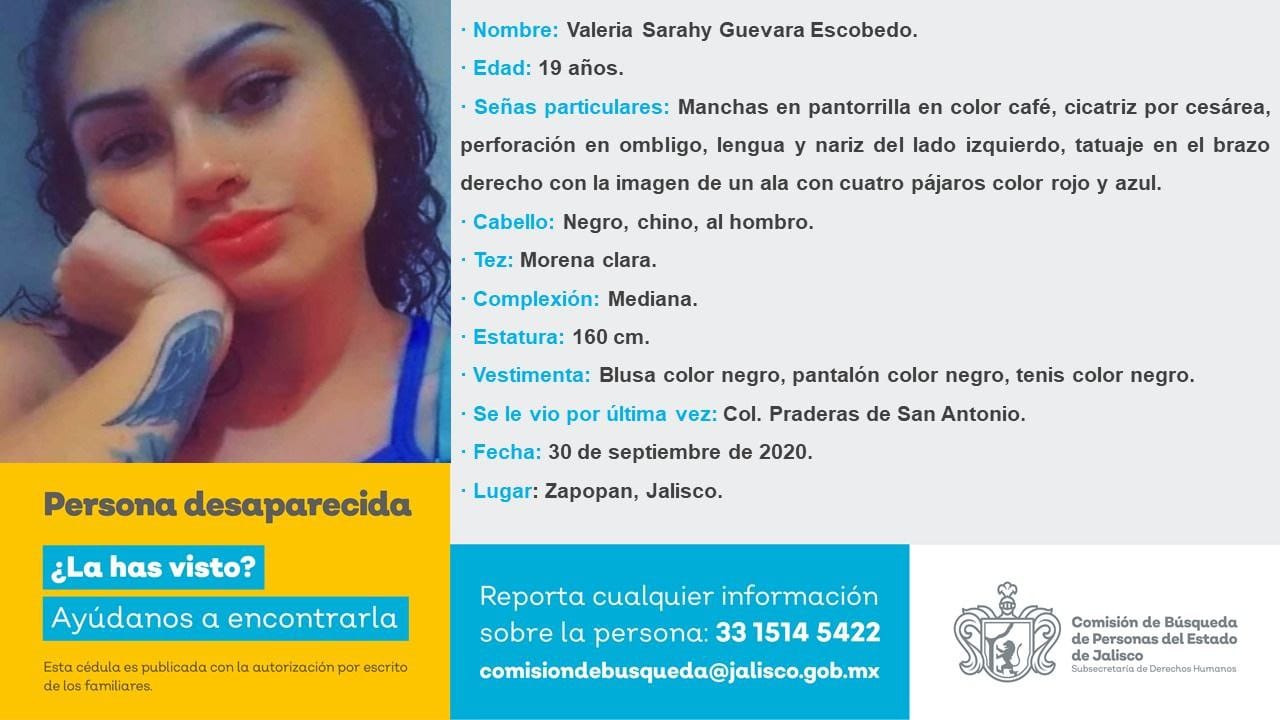 · Nombre: Valeria Sarahy Guevara Escobedo.
· Edad: 19 años.
· Señas particulares: Manchas en pantorrilla en color café, cicatriz por cesárea,
perforación en ombligo, lengua y nariz del lado izquierdo, tatuaje en el brazo
derecho con la imagen de un ala con cuatro pájaros color rojo y azul.
· Cabello: Negro, chino, al hombro.
· Tez: Morena clara.
· Complexión: Mediana.
· Estatura: 160 cm.
· Vestimenta: Blusa color negro, pantalón color negro, tenis color negro.
· Se le vio por última vez: Col. Praderas de San Antonio.
· Fecha: 30 de septiembre de 2020.
· Lugar: Zapopan, Jalisco.
Persona desaparecida
¿La has visto?
Ayúdanos a encontrarla
Esta cédula es publicada con la autorización por escrito
de los familiares.
Reporta cualquier información
sobre la persona: 33 1514 5422
comisiondebusqueda@jalisco.gob.mx
Comisión de Búsqueda
de Personas del Estado
de Jalisco
Subsecretaría de Derechos Humanos